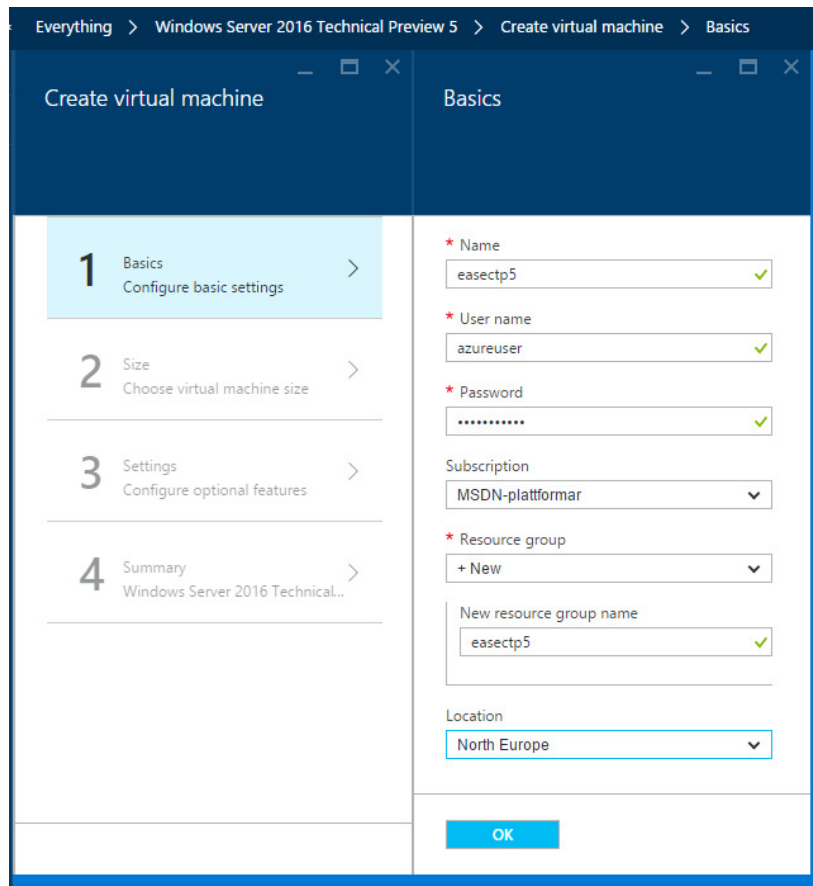 Everything > Windows Server 2016 Technical Preview 5 > Create virtual machine > Basics
Create virtual machine
1
Basics
Configure basic settings
2
Size
Choose virtual machine size
3
Settings
Configure optional features
4
Summary
Windows Server 2016 Technical...
Basics
* Name
easectp5
* User name
azureuser
* Password
•••••••••••
Subscription
MSDN-plattformar
* Resource group
+ New
New resource group name
easectp5
Location
North Europe
OK